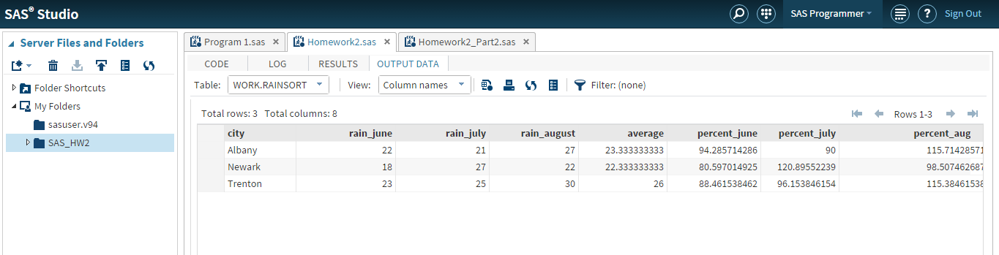 SAS® Studio
SAS Programmer
Sign Out
Server Files and Folders
Folder Shortcuts
My Folders
sasuser.v94
SAS_HW2
Program 1.sas × Homework2.sas × Homework2_Part2.sas ×
CODE LOG RESULTS OUTPUT DATA
Table: WORK.RAINSORT View: Column names Filter: (none)
Total rows: 3 Total columns: 8 Rows 1-3
city rain_june rain_july rain_august average percent_june percent_july percent_aug
Albany 22 21 27 23.333333333 94.285714286 90 115.71428571
Newark 18 27 22 22.333333333 80.597014925 120.89552239 98.507462687
Trenton 23 25 30 26 88.461538462 96.153846154 115.38461538